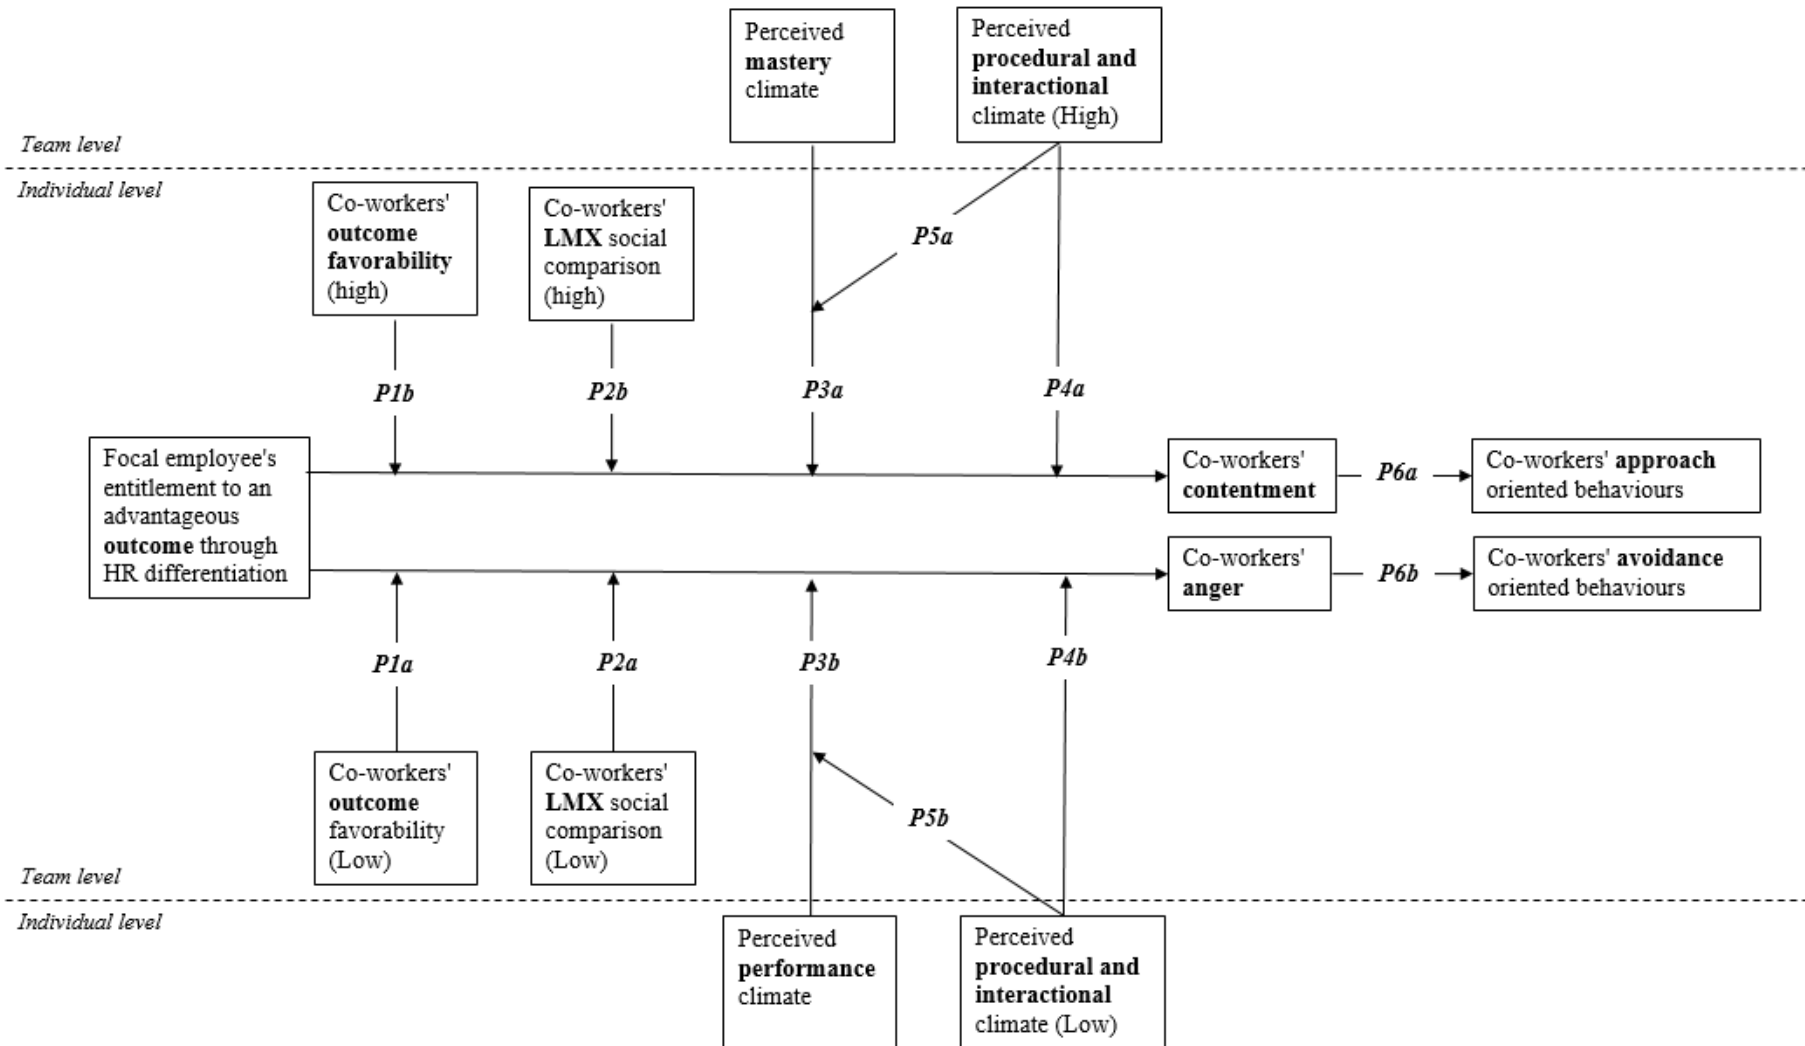 Perceived
mastery
climate
Perceived
procedural and
interactional
climate (High)
Team level
Individual level
Co-workers'
outcome
favorability
(high)
Co-workers'
LMX social
comparison
(high)
P5a
P1b
P2b
P3a
P4a
Focal employee's
entitlement to an
advantageous
outcome through
HR differentiation
Co-workers'
contentment
P6a
Co-workers' approach
oriented behaviours
Co-workers'
anger
P6b
Co-workers' avoidance
oriented behaviours
P1a
P2a
P3b
P4b
Co-workers'
outcome
favorability
(Low)
Co-workers'
LMX social
comparison
(Low)
P5b
Team level
Individual level
Perceived
performance
climate
Perceived
procedural and
interactional
climate (Low)